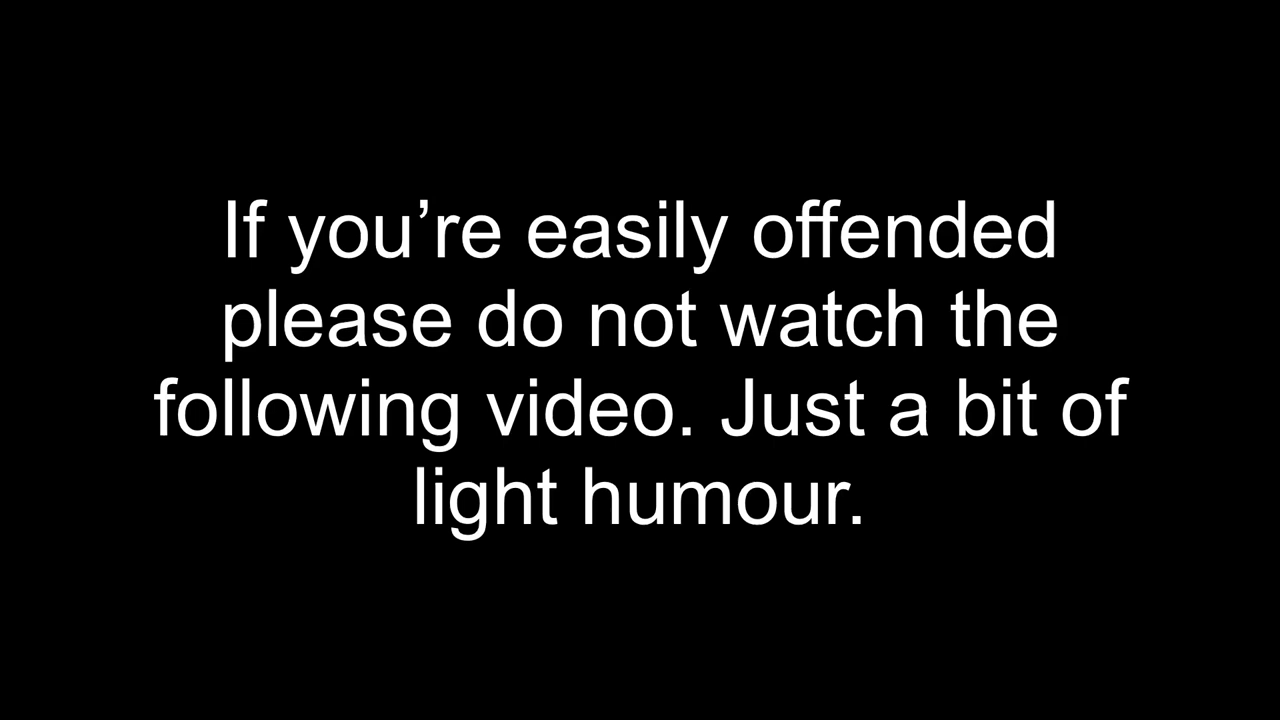 If you’re easily offended
please do not watch the
following video. Just a bit of
light humour.